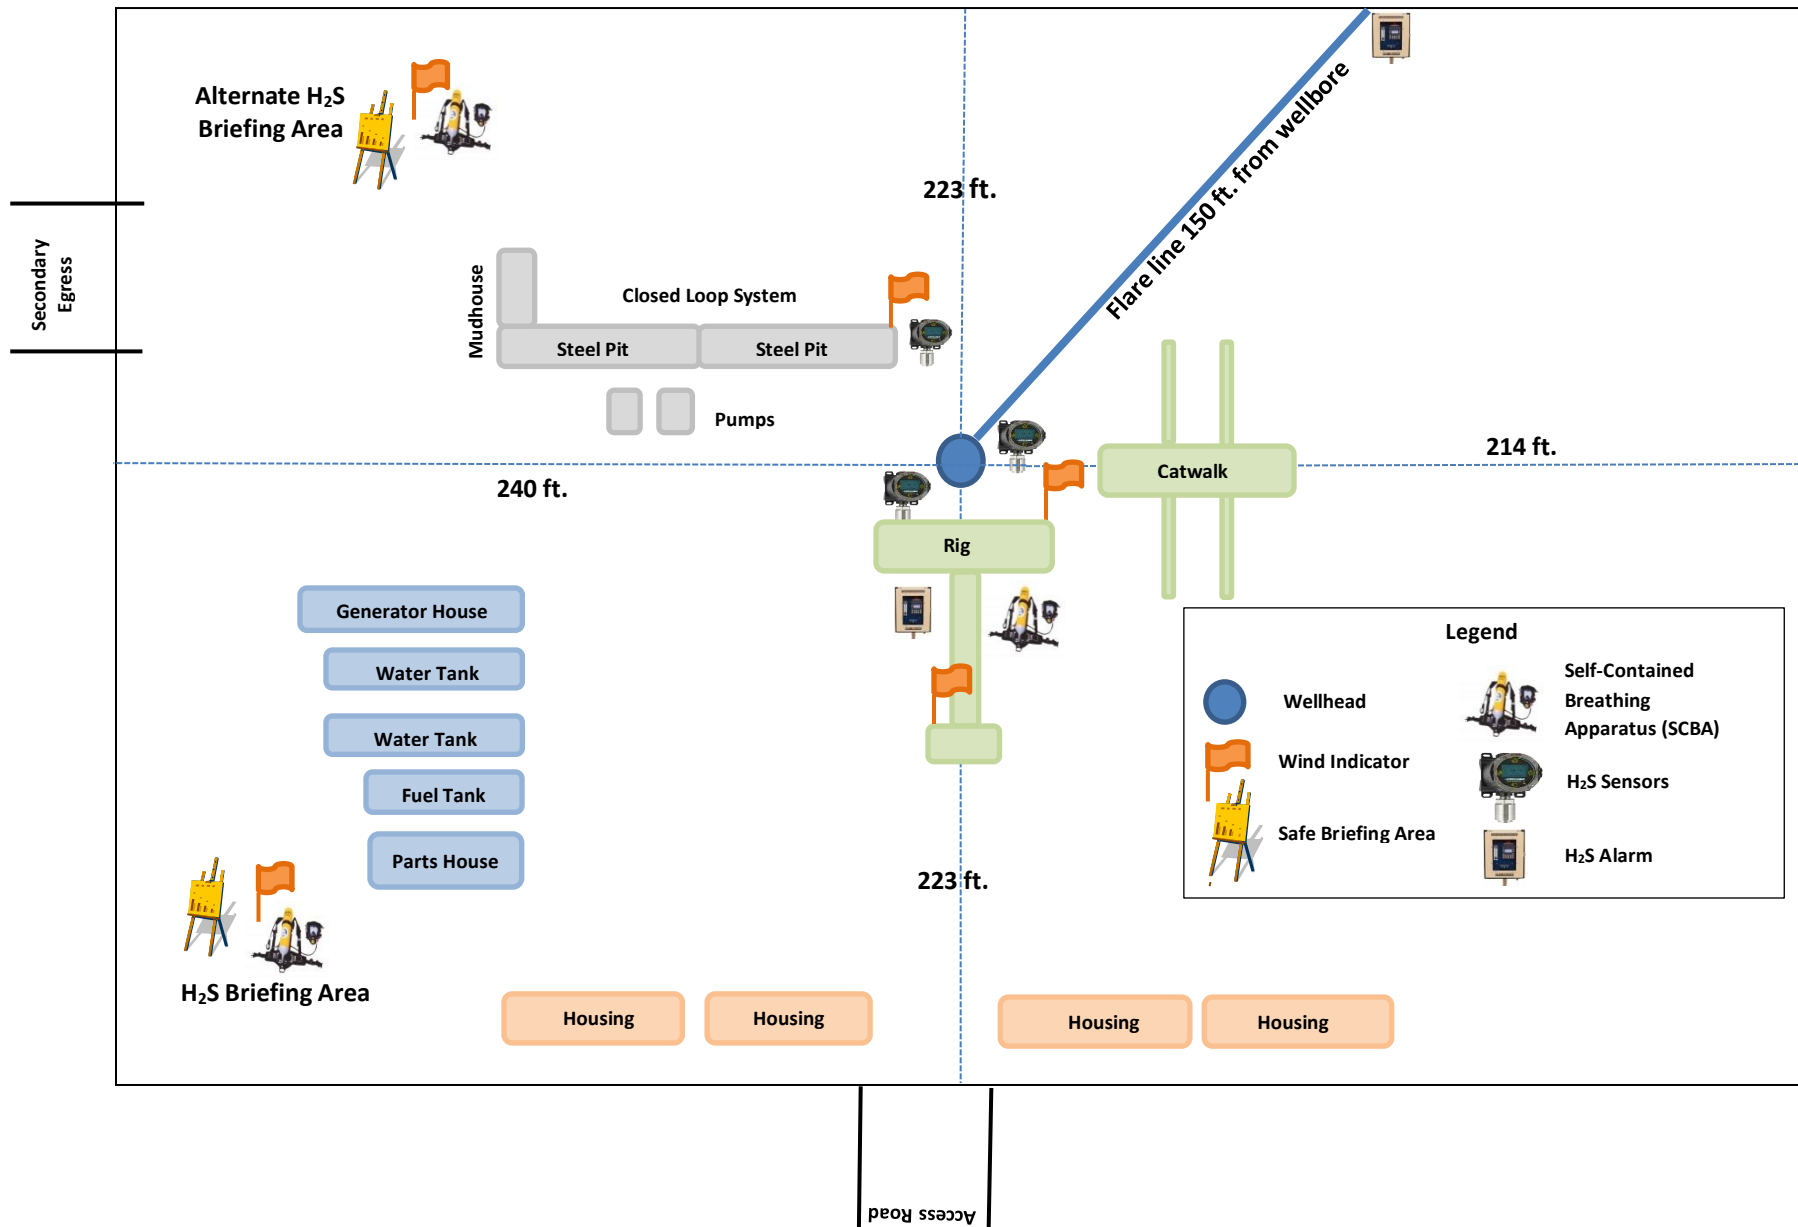 Alternate H₂S
Briefing Area
223 ft.
Flare line 150 ft. from wellbore
Secondary
Egress
Mudhouse
Closed Loop System
Steel Pit
Steel Pit
Pumps
240 ft.
214 ft.
Catwalk
Rig
Generator House
Water Tank
Water Tank
Fuel Tank
Parts House
H₂S Briefing Area
223 ft.
Legend
Wellhead
Wind Indicator
Safe Briefing Area
Self-Contained
Breathing
Apparatus (SCBA)
H₂S Sensors
H₂S Alarm
Housing
Housing
Housing
Housing
Access Road